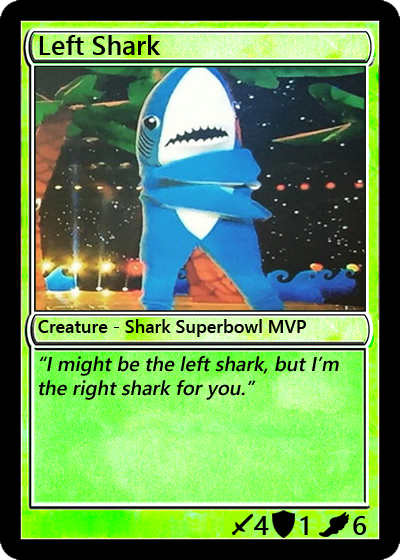 Left Shark
Creature - Shark Superbowl MVP
“I might be the left shark, but I’m
the right shark for you.”
4 1 6